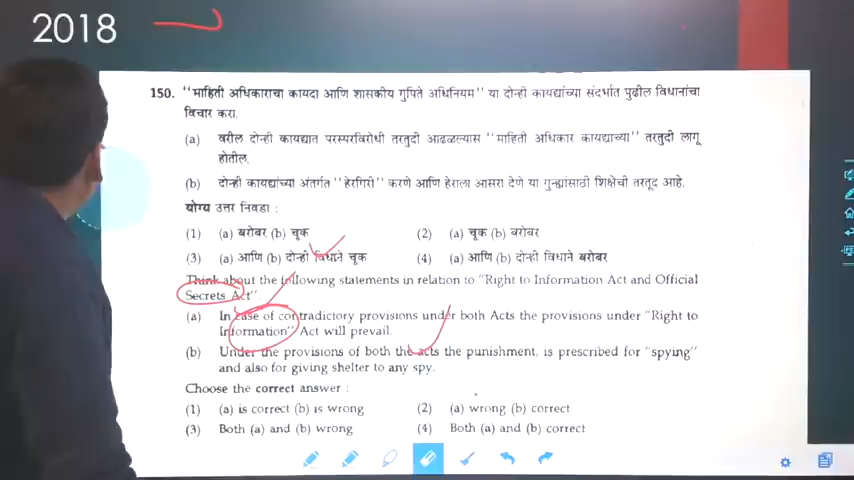 2018
150. "माहिती अधिकाराचा कायदा आणि शासकीय गुपिते अधिनियम" या दोन्ही कायद्यांच्या संदर्भात पुढील विधानांचा
विचार करा.
(a) वरील दोन्ही कायद्यात परस्परविरोधी तरतुदी आढळल्यास "माहिती अधिकार कायद्याच्या" तरतुदी लागू
होतील.
(b) दोन्ही कायद्यांच्या अंतर्गत "हेरगिरी" करणे आणि हेराला आसरा देणे या गुन्ह्यांसाठी शिक्षेची तरतूद आहे.
योग्य उत्तर निवडा :
(1) (a) बरोबर (b) चूक (2) (a) चूक (b) बरोबर
(3) (a) आणि (b) दोन्ही विधाने चूक (4) (a) आणि (b) दोन्ही विधाने बरोबर
Think about the following statements in relation to "Right to Information Act and Official
Secrets Act"
(a) In case of contradictory provisions under both Acts the provisions under "Right to
Information" Act will prevail.
(b) Under the provisions of both the acts the punishment, is prescribed for "spying"
and also for giving shelter to any spy.
Choose the correct answer :
(1) (a) is correct (b) is wrong (2) (a) wrong (b) correct
(3) Both (a) and (b) wrong (4) Both (a) and (b) correct